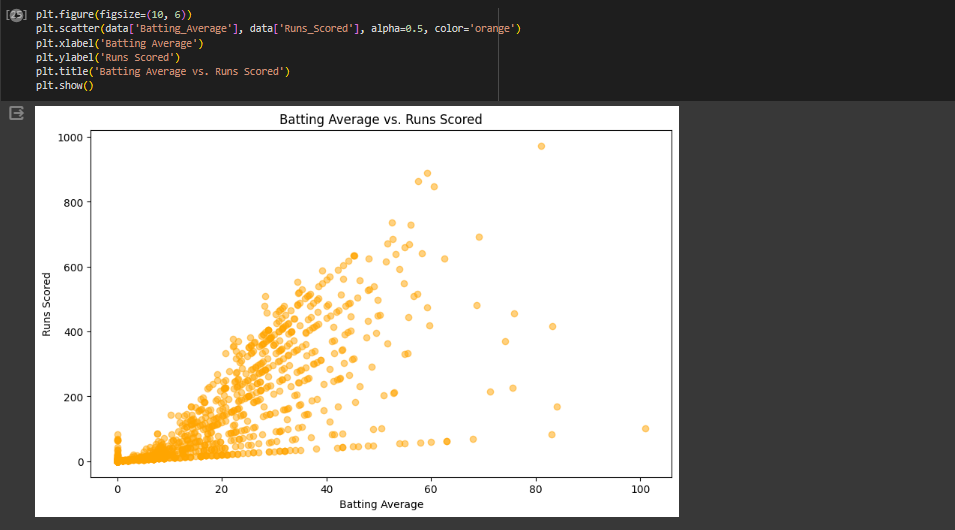 plt.figure(figsize=(10, 6))
plt.scatter(data['Batting_Average'], data['Runs_Scored'], alpha=0.5, color='orange')
plt.xlabel('Batting Average')
plt.ylabel('Runs Scored')
plt.title('Batting Average vs. Runs Scored')
plt.show()
Batting Average vs. Runs Scored
1000
800
600
400
200
0
Runs Scored
0 20 40 60 80 100
Batting Average